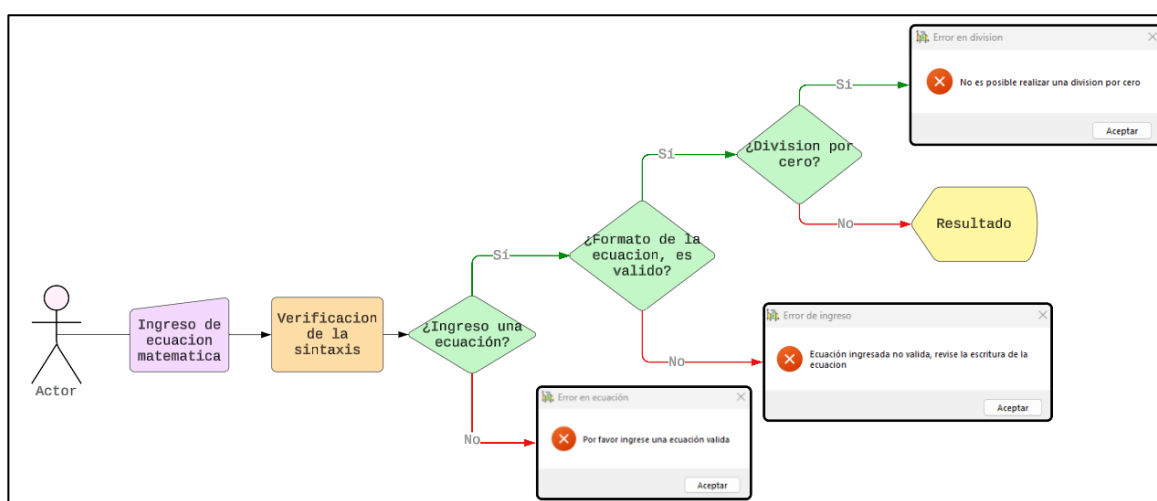 Error en division
No es posible realizar una division por cero
Aceptar
Sí
¿Division por
cero?
Sí
No
Resultado
¿Formato de la
ecuacion, es
valido?
Sí
Ingreso de
ecuacion
matematica
Verificacion
de la
sintaxis
¿Ingreso una
ecuación?
Actor
No
Error de ingreso
Ecuación ingresada no valida, revise la escritura de la
ecuacion
Aceptar
No
Error en ecuación
Por favor ingrese una ecuación valida
Aceptar